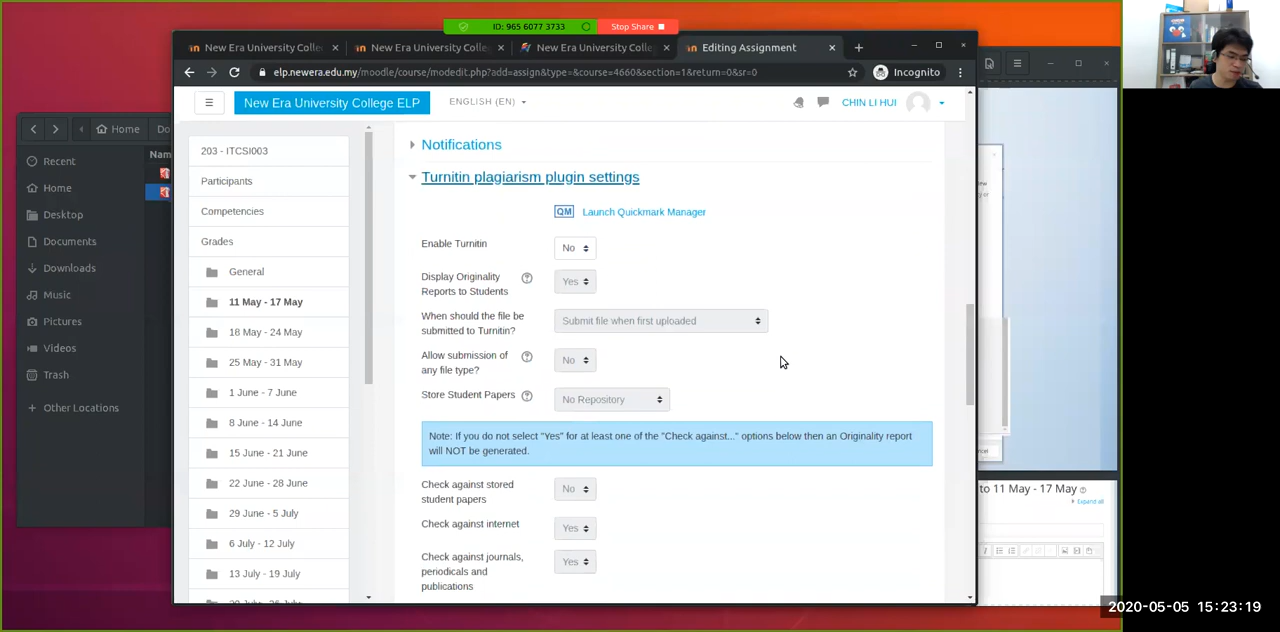 ID: 965 6077 3733
Stop Share
New Era University Colle
New Era University Colleg
New Era University Colle
Editing Assignment
elp.newera.edu.my/moodle/course/modedit.php?add=assign&type=&course=4660&section=1&return=0&sr=0
Incognito
New Era University College ELP
ENGLISH (EN)
CHIN LI HUI
Home
Do
Recent
Home
Desktop
Documents
Downloads
Music
Pictures
Videos
Trash
Other Locations
Nam
203 - ITCSI003
Participants
Competencies
Grades
General
11 May - 17 May
18 May - 24 May
25 May - 31 May
1 June - 7 June
8 June - 14 June
15 June - 21 June
22 June - 28 June
29 June - 5 July
6 July - 12 July
13 July - 19 July
Notifications
Turnitin plagiarism plugin settings
QM Launch Quickmark Manager
Enable Turnitin
No
Display Originality
Reports to Students
Yes
When should the file be
submitted to Turnitin?
Submit file when first uploaded
Allow submission of
any file type?
No
Store Student Papers
No Repository
Note: If you do not select "Yes" for at least one of the "Check against..." options below then an Originality report
will NOT be generated.
Check against stored
student papers
No
Check against internet
Yes
Check against journals,
periodicals and
publications
Yes
to 11 May - 17 May
Expand all
2020-05-05 15:23:19